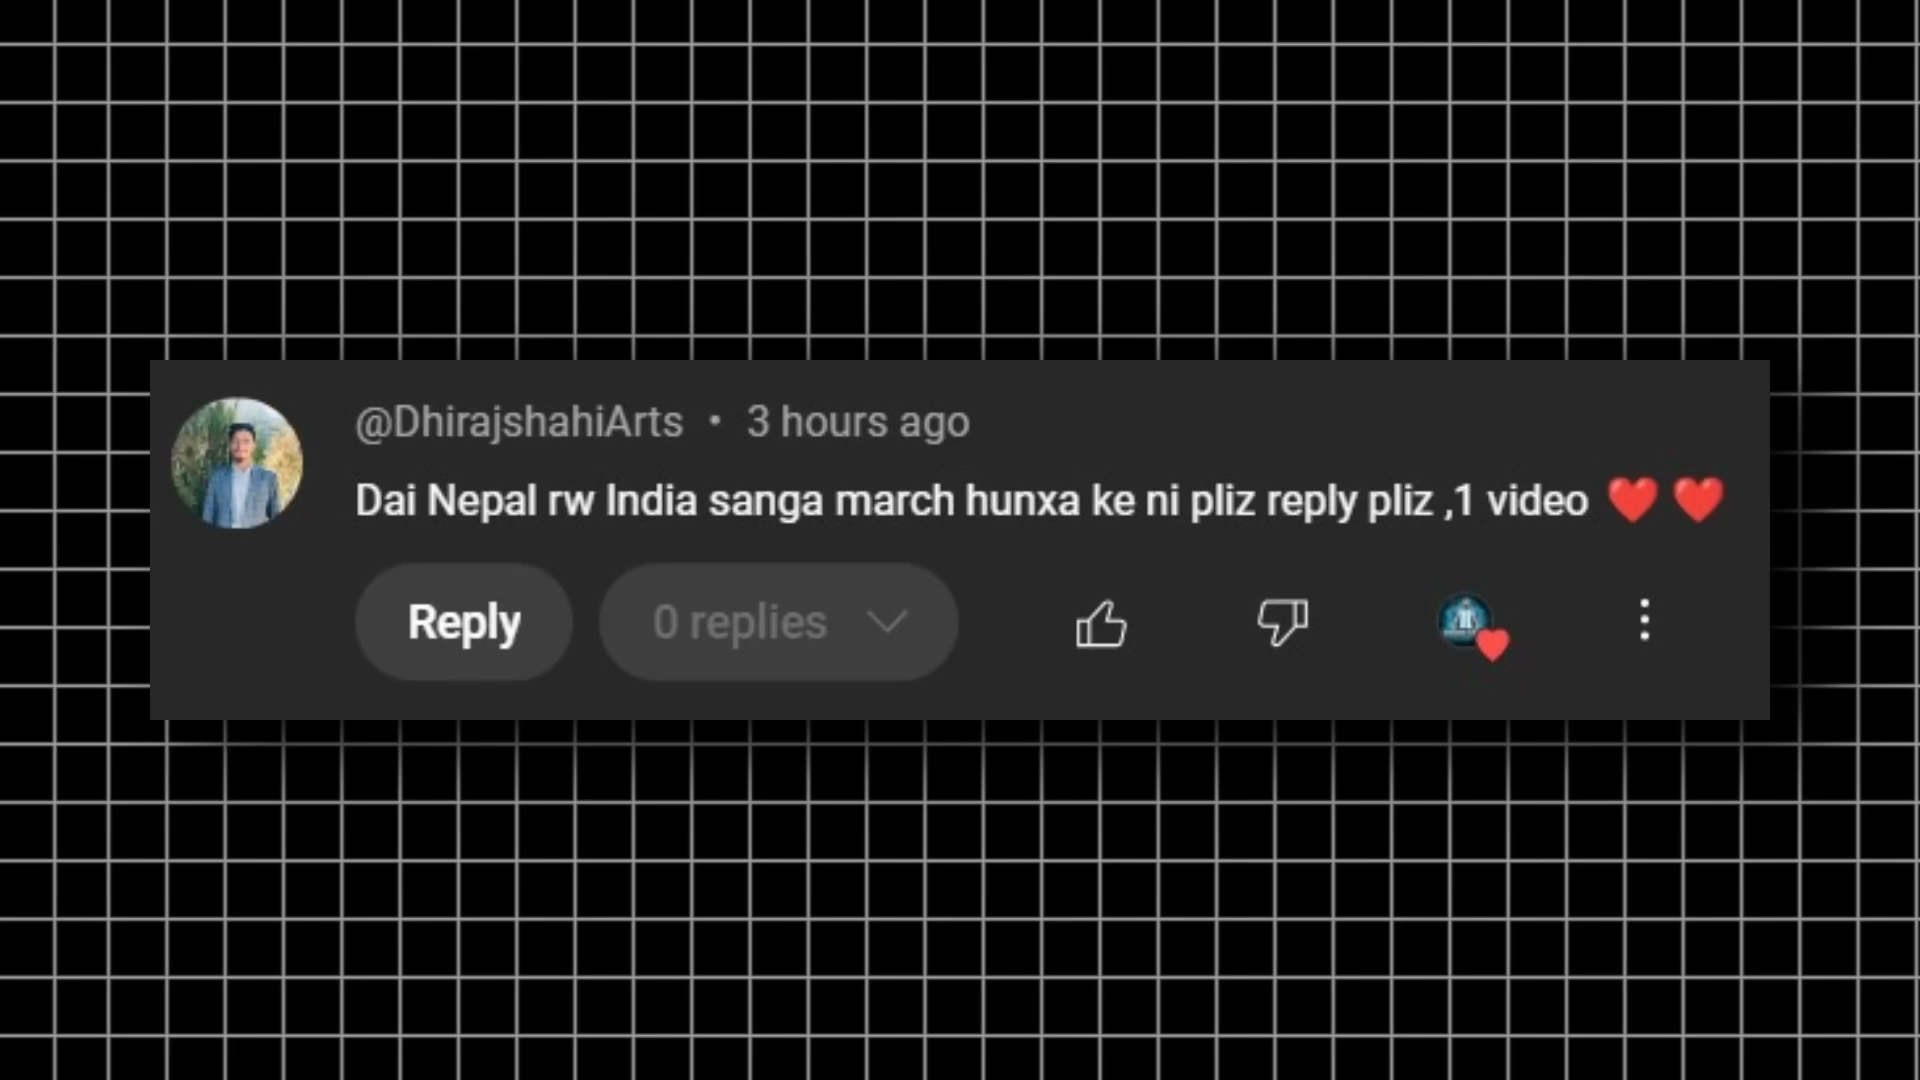 @DhirajshahiArts • 3 hours ago
Dai Nepal rw India sanga march hunxa ke ni pliz reply pliz ,1 video ❤️ ❤️
Reply
0 replies